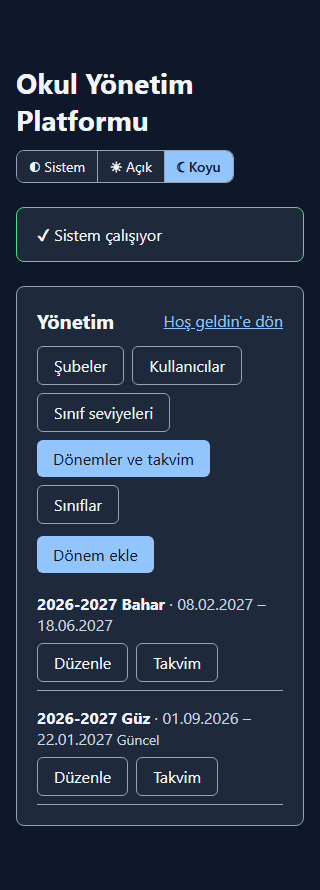 Okul Yönetim
Platformu
◐ Sistem ☀ Açık ☾ Koyu
✓ Sistem çalışıyor
Yönetim Hoş geldin'e dön
Şubeler Kullanıcılar
Sınıf seviyeleri
Dönemler ve takvim
Sınıflar
Dönem ekle
2026-2027 Bahar · 08.02.2027 –
18.06.2027
Düzenle Takvim
2026-2027 Güz · 01.09.2026 –
22.01.2027 Güncel
Düzenle Takvim